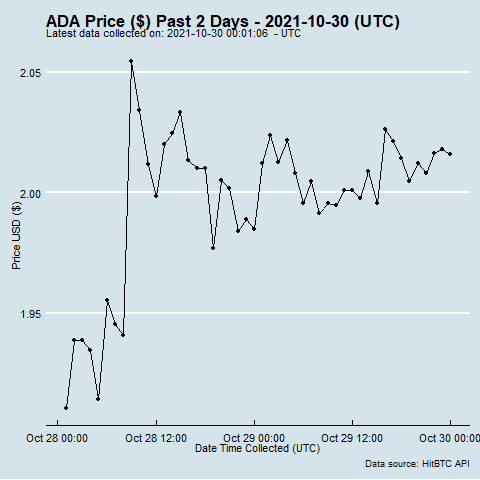 ADA Price ($) Past 2 Days - 2021-10-30 (UTC)
Latest data collected on: 2021-10-30 00:01:06  - UTC
2.05
2.00
1.95
Price USD ($)
Oct 28 00:00 Oct 28 12:00 Oct 29 00:00 Oct 29 12:00 Oct 30 00:00
Date Time Collected (UTC)
Data source: HitBTC API